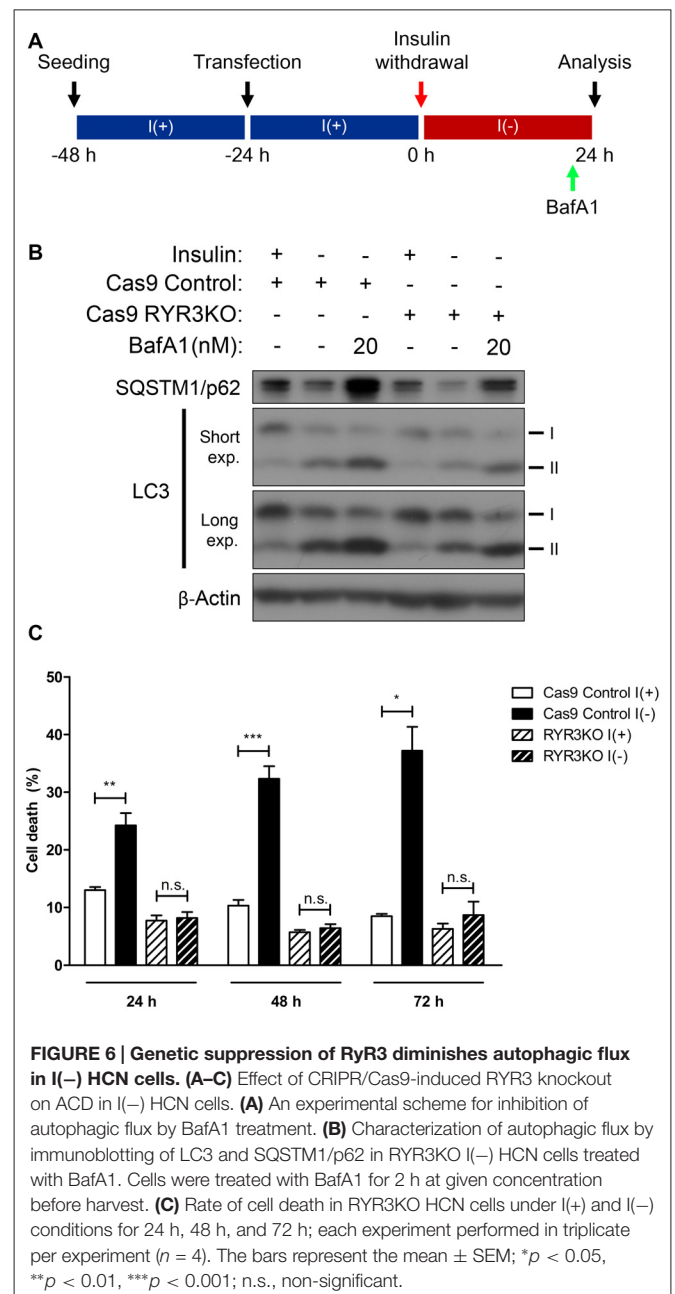 A
Seeding Transfection Insulin withdrawal Analysis
I(+) I(+) I(-)
-48 h -24 h 0 h 24 h
BafA1
B
Insulin: + - - + - -
Cas9 Control: + + + - - -
Cas9 RYR3KO: - - - + + +
BafA1(nM): - - 20 - - 20
SQSTM1/p62
LC3
Short exp.
I
II
Long exp.
I
II
β-Actin
C
Cell death (%)
50
40
30
20
10
0
** n.s. *** n.s. * n.s.
24 h 48 h 72 h
Cas9 Control I(+)
Cas9 Control I(-)
RYR3KO I(+)
RYR3KO I(-)
FIGURE 6 | Genetic suppression of RyR3 diminishes autophagic flux
in I(−) HCN cells. (A–C) Effect of CRIPR/Cas9-induced RYR3 knockout
on ACD in I(−) HCN cells. (A) An experimental scheme for inhibition of
autophagic flux by BafA1 treatment. (B) Characterization of autophagic flux by
immunoblotting of LC3 and SQSTM1/p62 in RYR3KO I(−) HCN cells treated
with BafA1. Cells were treated with BafA1 for 2 h at given concentration
before harvest. (C) Rate of cell death in RYR3KO HCN cells under I(+) and I(−)
conditions for 24 h, 48 h, and 72 h; each experiment performed in triplicate
per experiment (n = 4). The bars represent the mean ± SEM; *p < 0.05,
**p < 0.01, ***p < 0.001; n.s., non-significant.